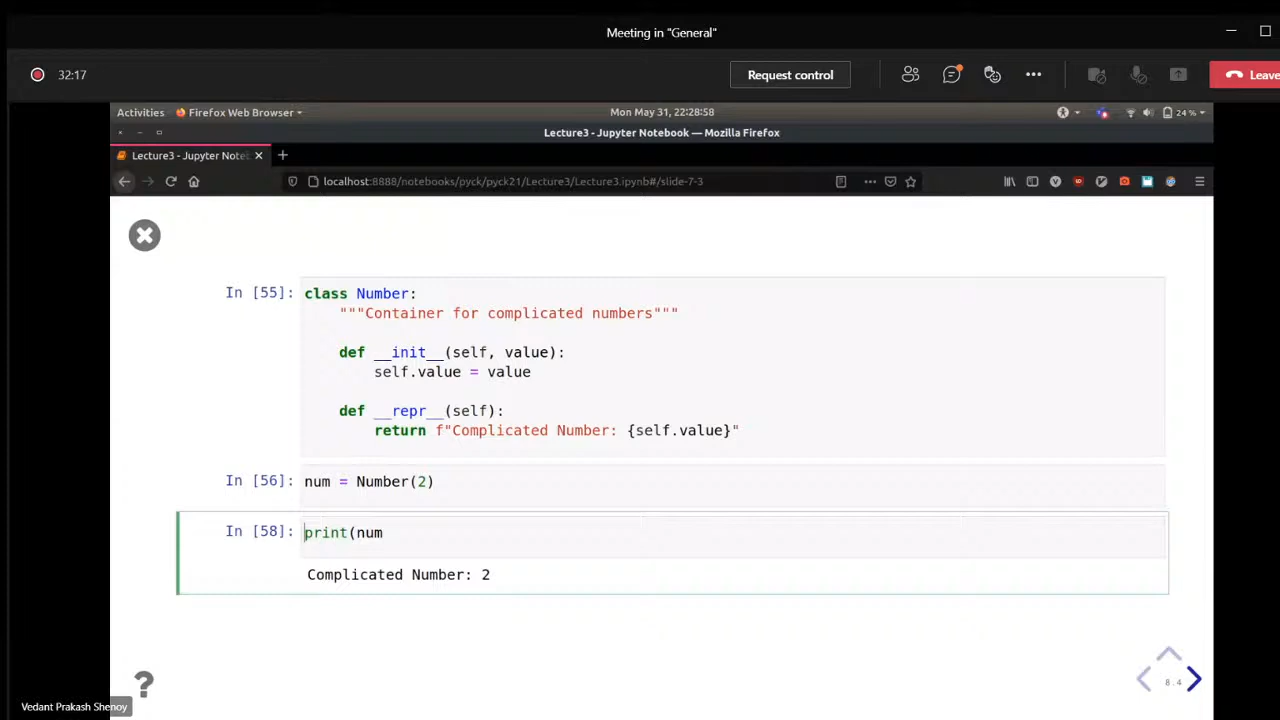 Meeting in "General"
32:17
Request control
Leave
Activities
Firefox Web Browser
Mon May 31, 22:28:58
24 %
Lecture3 - Jupyter Notebook — Mozilla Firefox
Lecture3 - Jupyter Note
localhost:8888/notebooks/pyck/pyck21/Lecture3/Lecture3.ipynb#/slide-7-3
In [55]: class Number:
"""Container for complicated numbers"""
def __init__(self, value):
self.value = value
def __repr__(self):
return f"Complicated Number: {self.value}"
In [56]: num = Number(2)
In [58]: print(num
Complicated Number: 2
8.4
?
Vedant Prakash Shenoy